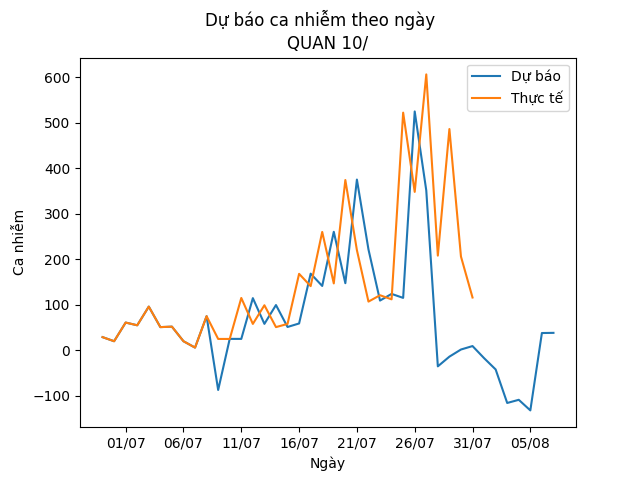 Dự báo ca nhiễm theo ngày
QUAN 10/
Dự báo
Thực tế
Ca nhiễm
600
500
400
300
200
100
0
−100
01/07 06/07 11/07 16/07 21/07 26/07 31/07 05/08
Ngày